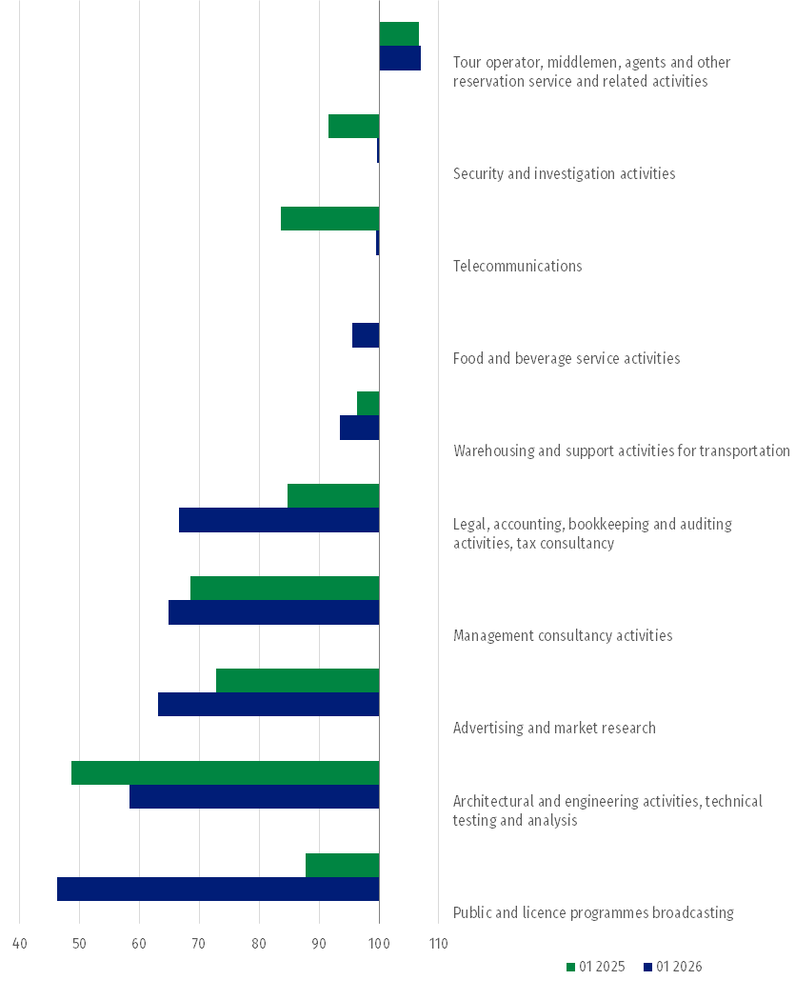 Tour operator, middlemen, agents and other
reservation service and related activities
Security and investigation activities
Telecommunications
Food and beverage service activities
Warehousing and support activities for transportation
Legal, accounting, bookkeeping and auditing
activities, tax consultancy
Management consultancy activities
Advertising and market research
Architectural and engineering activities, technical
testing and analysis
Public and licence programmes broadcasting
40 50 60 70 80 90 100 110
01 2025 01 2026